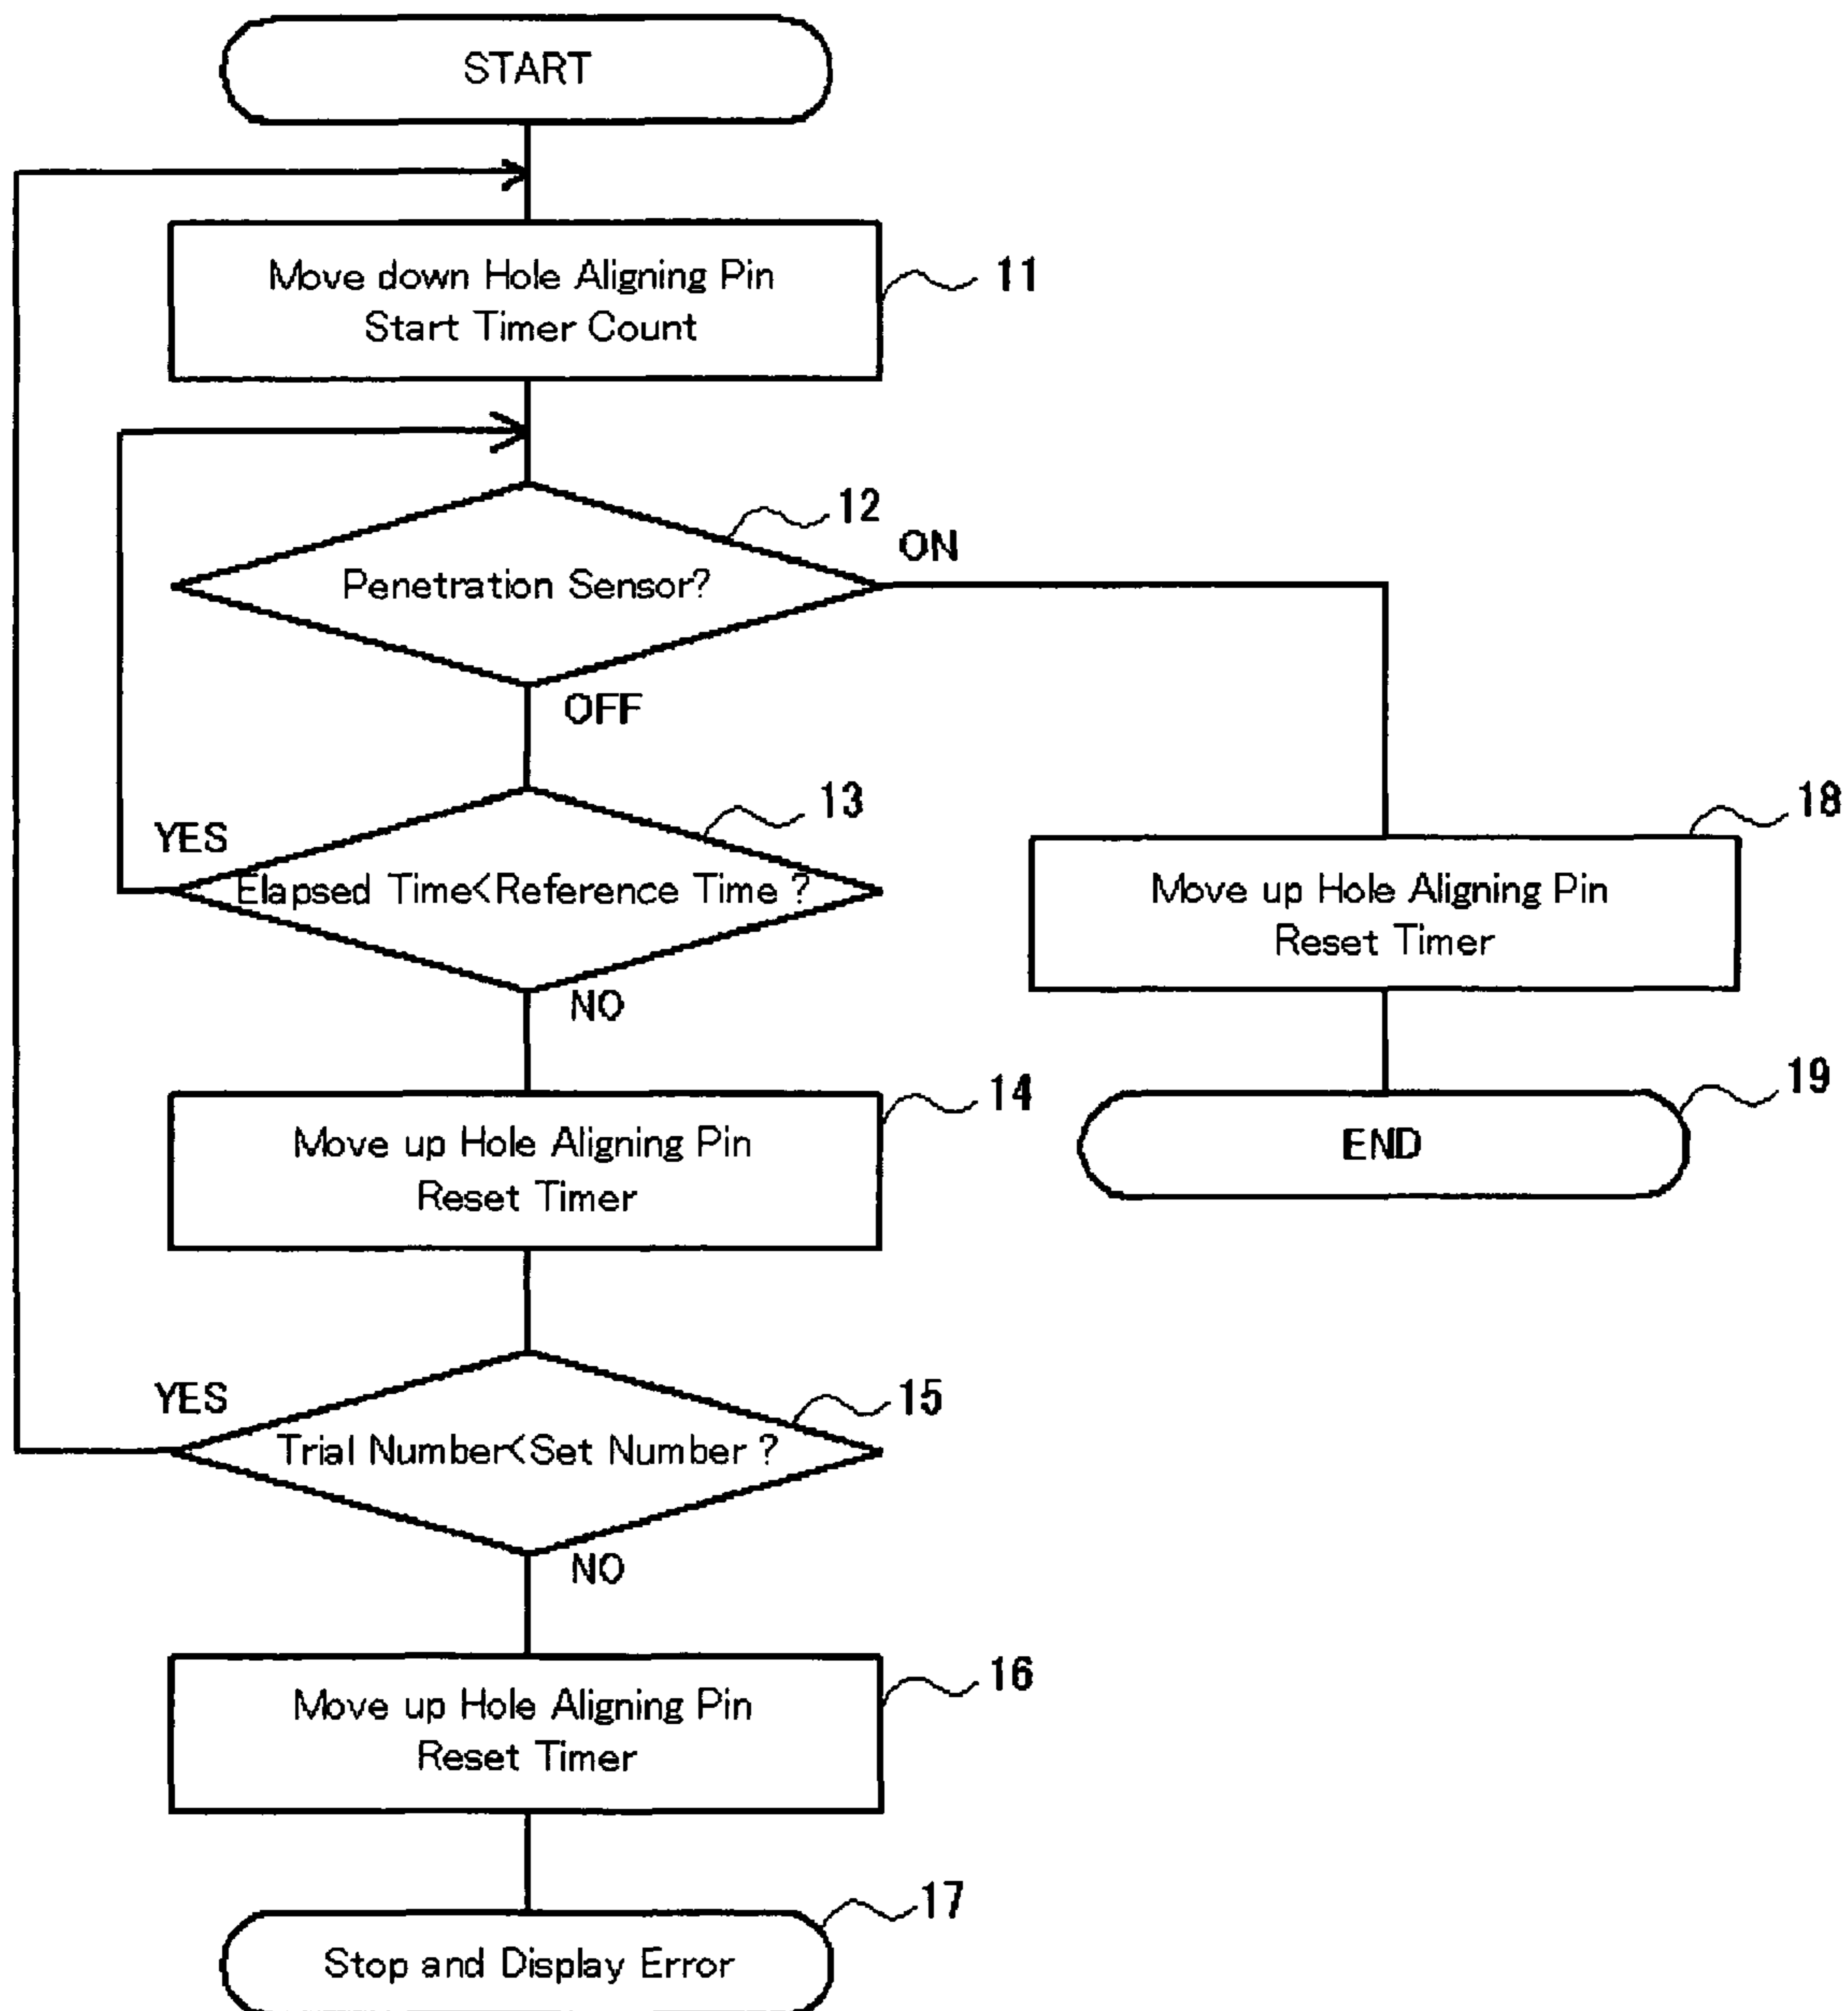 START
Move down Hole Aligning Pin
Start Timer Count
11
12
ON
Penetration Sensor?
OFF
13
YES
Elapsed Time<Reference Time ?
NO
18
Move up Hole Aligning Pin
Reset Timer
14
Move up Hole Aligning Pin
Reset Timer
19
END
15
YES
Trial Number<Set Number ?
NO
16
Move up Hole Aligning Pin
Reset Timer
17
Stop and Display Error